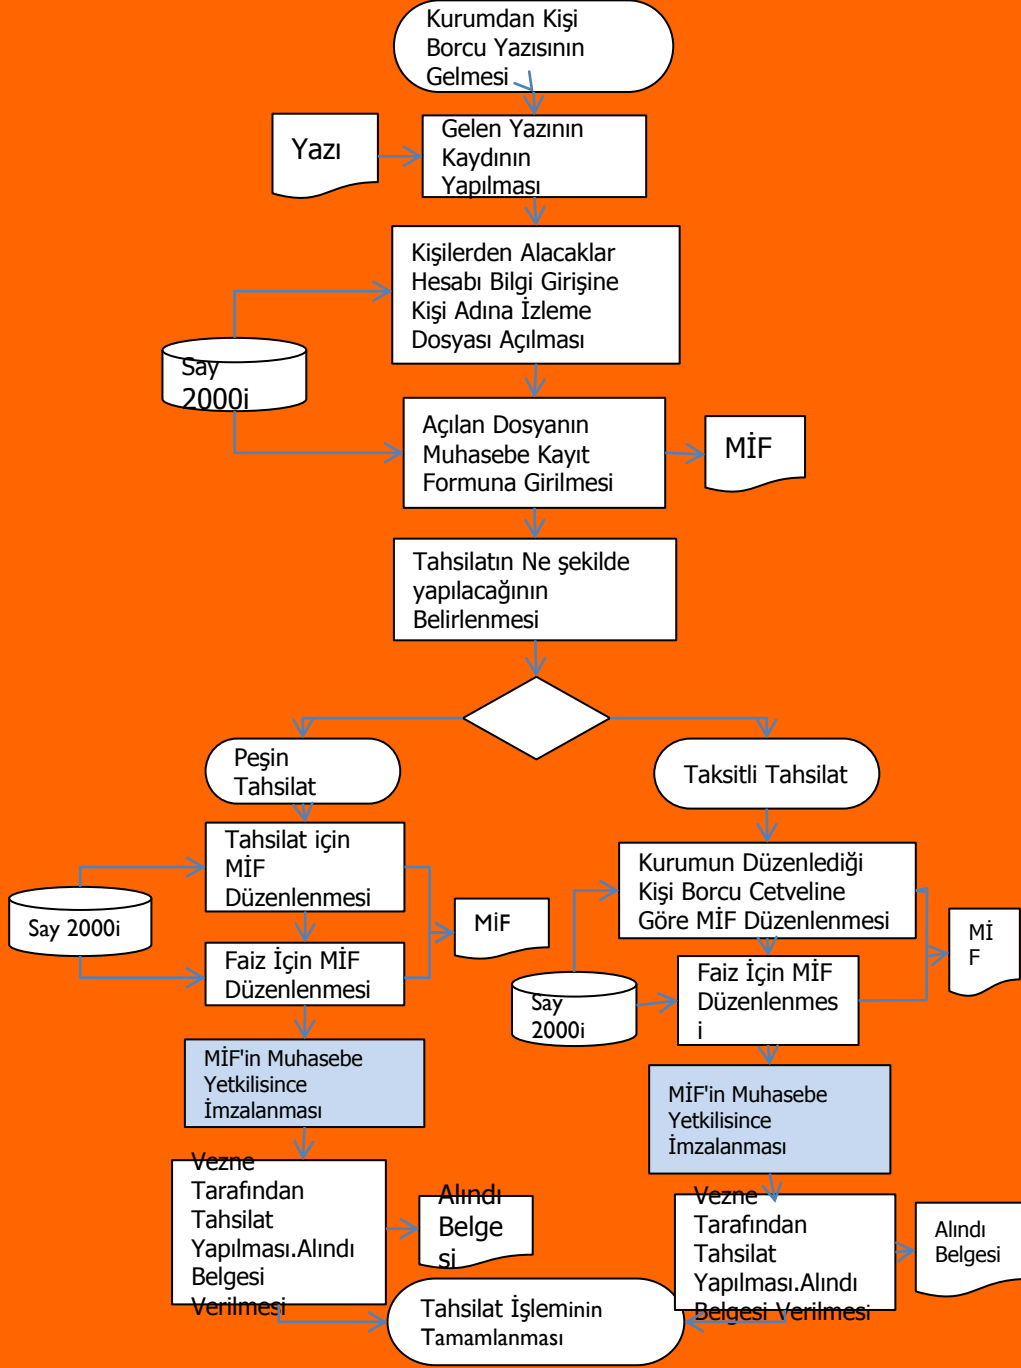 Kurumdan Kişi
Borcu Yazısının
Gelmesi
Yazı
Gelen Yazının
Kaydının
Yapılması
Kişilerden Alacaklar
Hesabı Bilgi Girişine
Kişi Adına İzleme
Dosyası Açılması
Say
2000i
Açılan Dosyanın
Muhasebe Kayıt
Formuna Girilmesi
MİF
Tahsilatın Ne şekilde
yapılacağının
Belirlenmesi
Peşin
Tahsilat
Tahsilat için
MİF
Düzenlenmesi
Say 2000i
MİF
Faiz İçin MİF
Düzenlenmesi
MİF'in Muhasebe
Yetkilisince
İmzalanması
Vezne
Tarafından
Tahsilat
Yapılması.Alındı
Belgesi
Verilmesi
Alındı
Belge
si
Taksitli Tahsilat
Kurumun Düzenlediği
Kişi Borcu Cetveline
Göre MİF Düzenlenmesi
Mİ
F
Say
2000i
Faiz İçin MİF
Düzenlenmes
i
MİF'in Muhasebe
Yetkilisince
İmzalanması
Vezne
Tarafından
Tahsilat
Yapılması.Alındı
Belgesi Verilmesi
Alındı
Belgesi
Tahsilat İşleminin
Tamamlanması